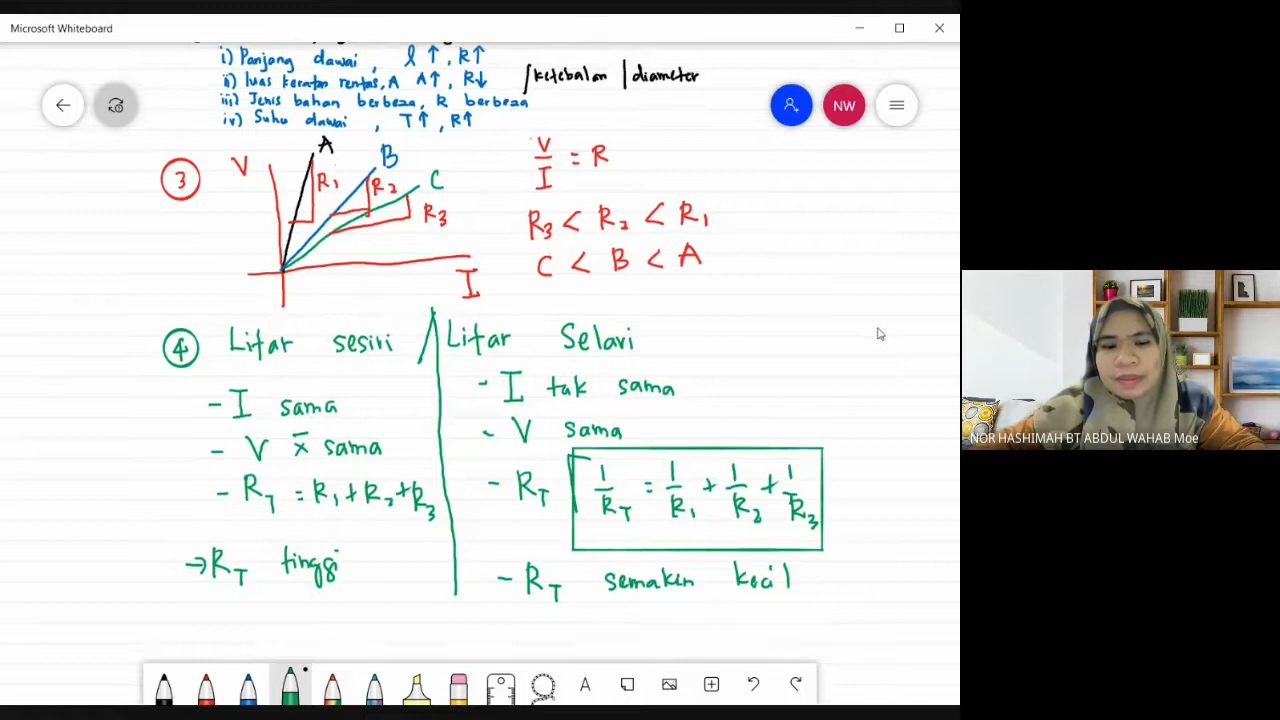 Microsoft Whiteboard
i) Panjang dawai, l ↑, R↑
ii) luas keratan rentas, A A↑, R↓ /ketebalan | diameter
iii) Jenis bahan berbeza, R berbeza
iv) Suhu dawai, T↑, R↑
NW
③ V A B C
R1 R2 R3
I
V/I = R
R3 < R2 < R1
C < B < A
④ Litar sesiri / Litar Selari
- I sama
- V x̄ sama
- RT = R1 + R2 + R3
→ RT tinggi
- I tak sama
- V sama
- RT 1/RT = 1/R1 + 1/R2 + 1/R3
- RT semakin kecil
NOR HASHIMAH BT ABDUL WAHAB Moe
A